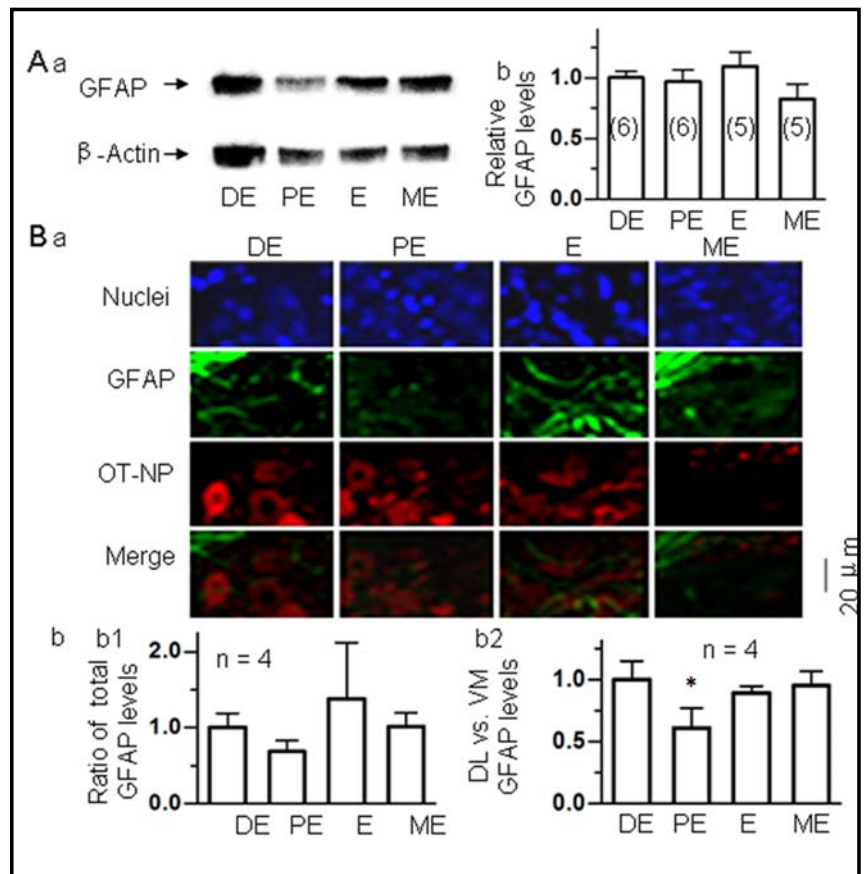 A a
GFAP
β-Actin
DE PE E ME
b
Relative
GFAP levels
1.0
0.5
0.0
(6) (6) (5) (5)
DE PE E ME
B a
DE PE E ME
Nuclei
GFAP
OT-NP
Merge
20 μm
b
b1
Ratio of total
GFAP levels
2.0
1.0
0.0
n = 4
DE PE E ME
b2
DL vs. VM
GFAP levels
1.0
0.5
0.0
n = 4
*
DE PE E ME